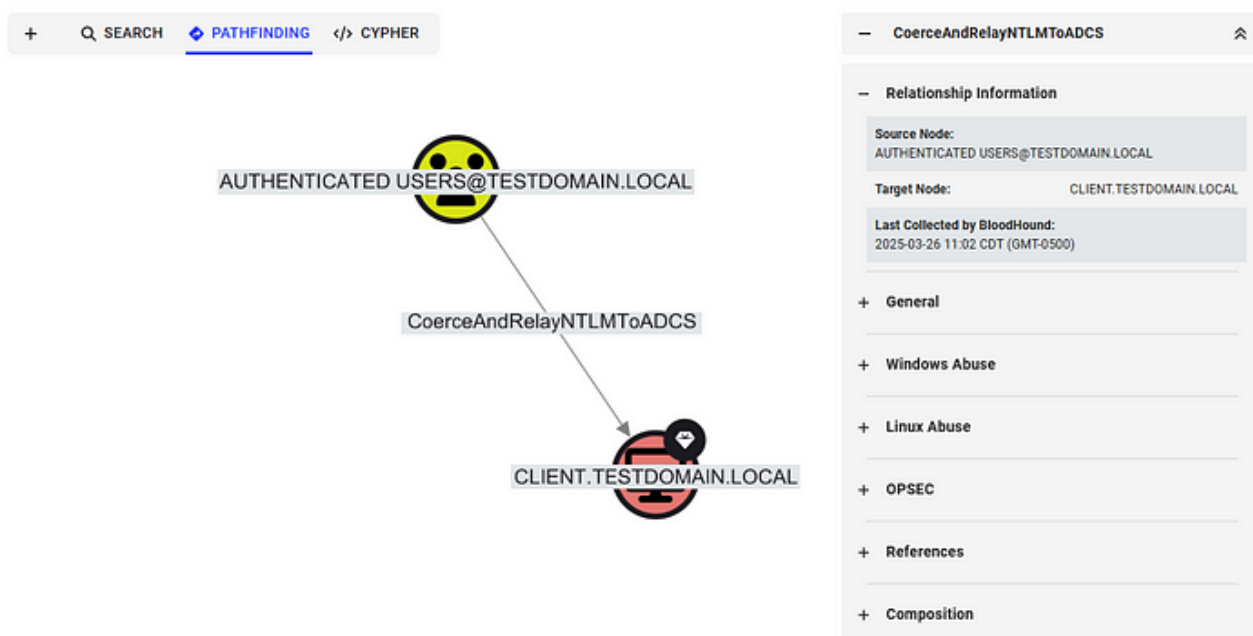 + SEARCH PATHFINDING </> CYPHER
AUTHENTICATED USERS@TESTDOMAIN.LOCAL
CoerceAndRelayNTLMToADCS
CLIENT.TESTDOMAIN.LOCAL
− CoerceAndRelayNTLMToADCS
− Relationship Information
Source Node:
AUTHENTICATED USERS@TESTDOMAIN.LOCAL
Target Node: CLIENT.TESTDOMAIN.LOCAL
Last Collected by BloodHound:
2025-03-26 11:02 CDT (GMT-0500)
+ General
+ Windows Abuse
+ Linux Abuse
+ OPSEC
+ References
+ Composition